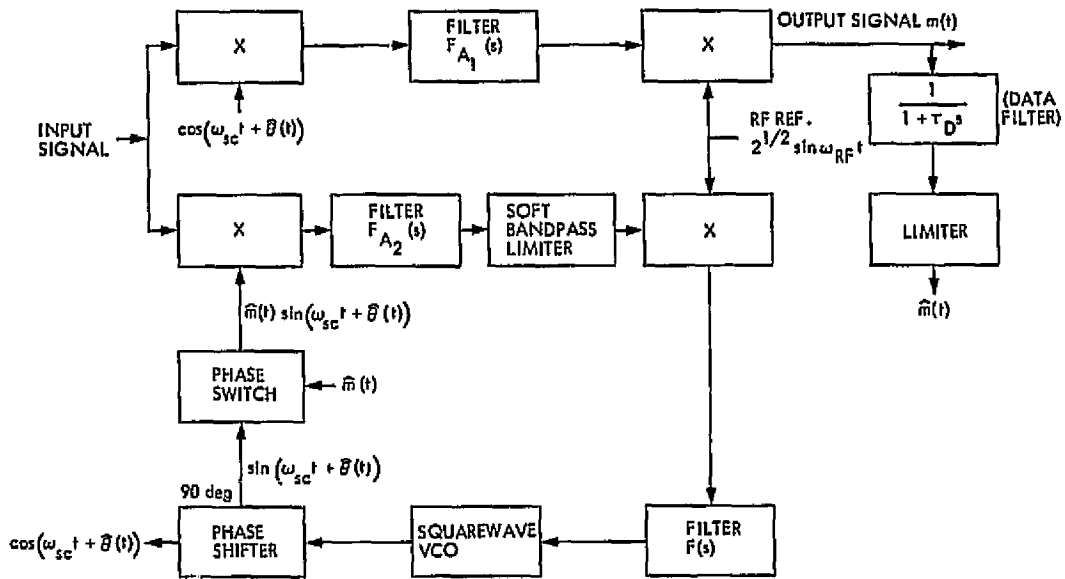 X
FILTER
F_A₁(s)
X
OUTPUT SIGNAL m(t)
cos(ω_sc t + θ̂(t))
1
1 + τ_D s
(DATA
FILTER)
INPUT
SIGNAL
RF REF.
2^1/2 sin ω_RF t
X
FILTER
F_A₂(s)
SOFT
BANDPASS
LIMITER
X
LIMITER
m̂(t) sin(ω_sc t + θ̂(t))
m̂(t)
PHASE
SWITCH
m̂(t)
sin(ω_sc t + θ̂(t))
90 deg
cos(ω_sc t + θ̂(t))
PHASE
SHIFTER
SQUAREWAVE
VCO
FILTER
F(s)